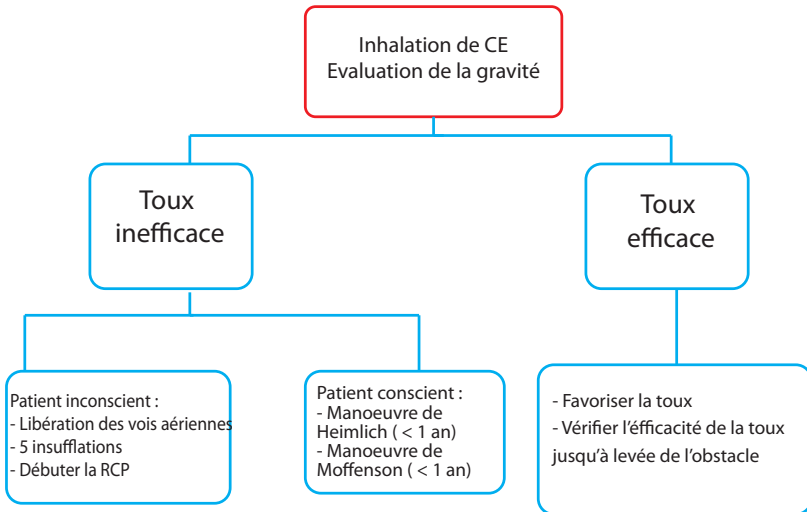 Inhalation de CE
Evaluation de la gravité
Toux
inefficace
Toux
efficace
Patient inconscient :
- Libération des vois aériennes
- 5 insufflations
- Débuter la RCP
Patient conscient :
- Manoeuvre de
Heimlich ( < 1 an)
- Manoeuvre de
Moffenson ( < 1 an)
- Favoriser la toux
- Vérifier l'éfficacité de la toux
jusqu'à levée de l'obstacle